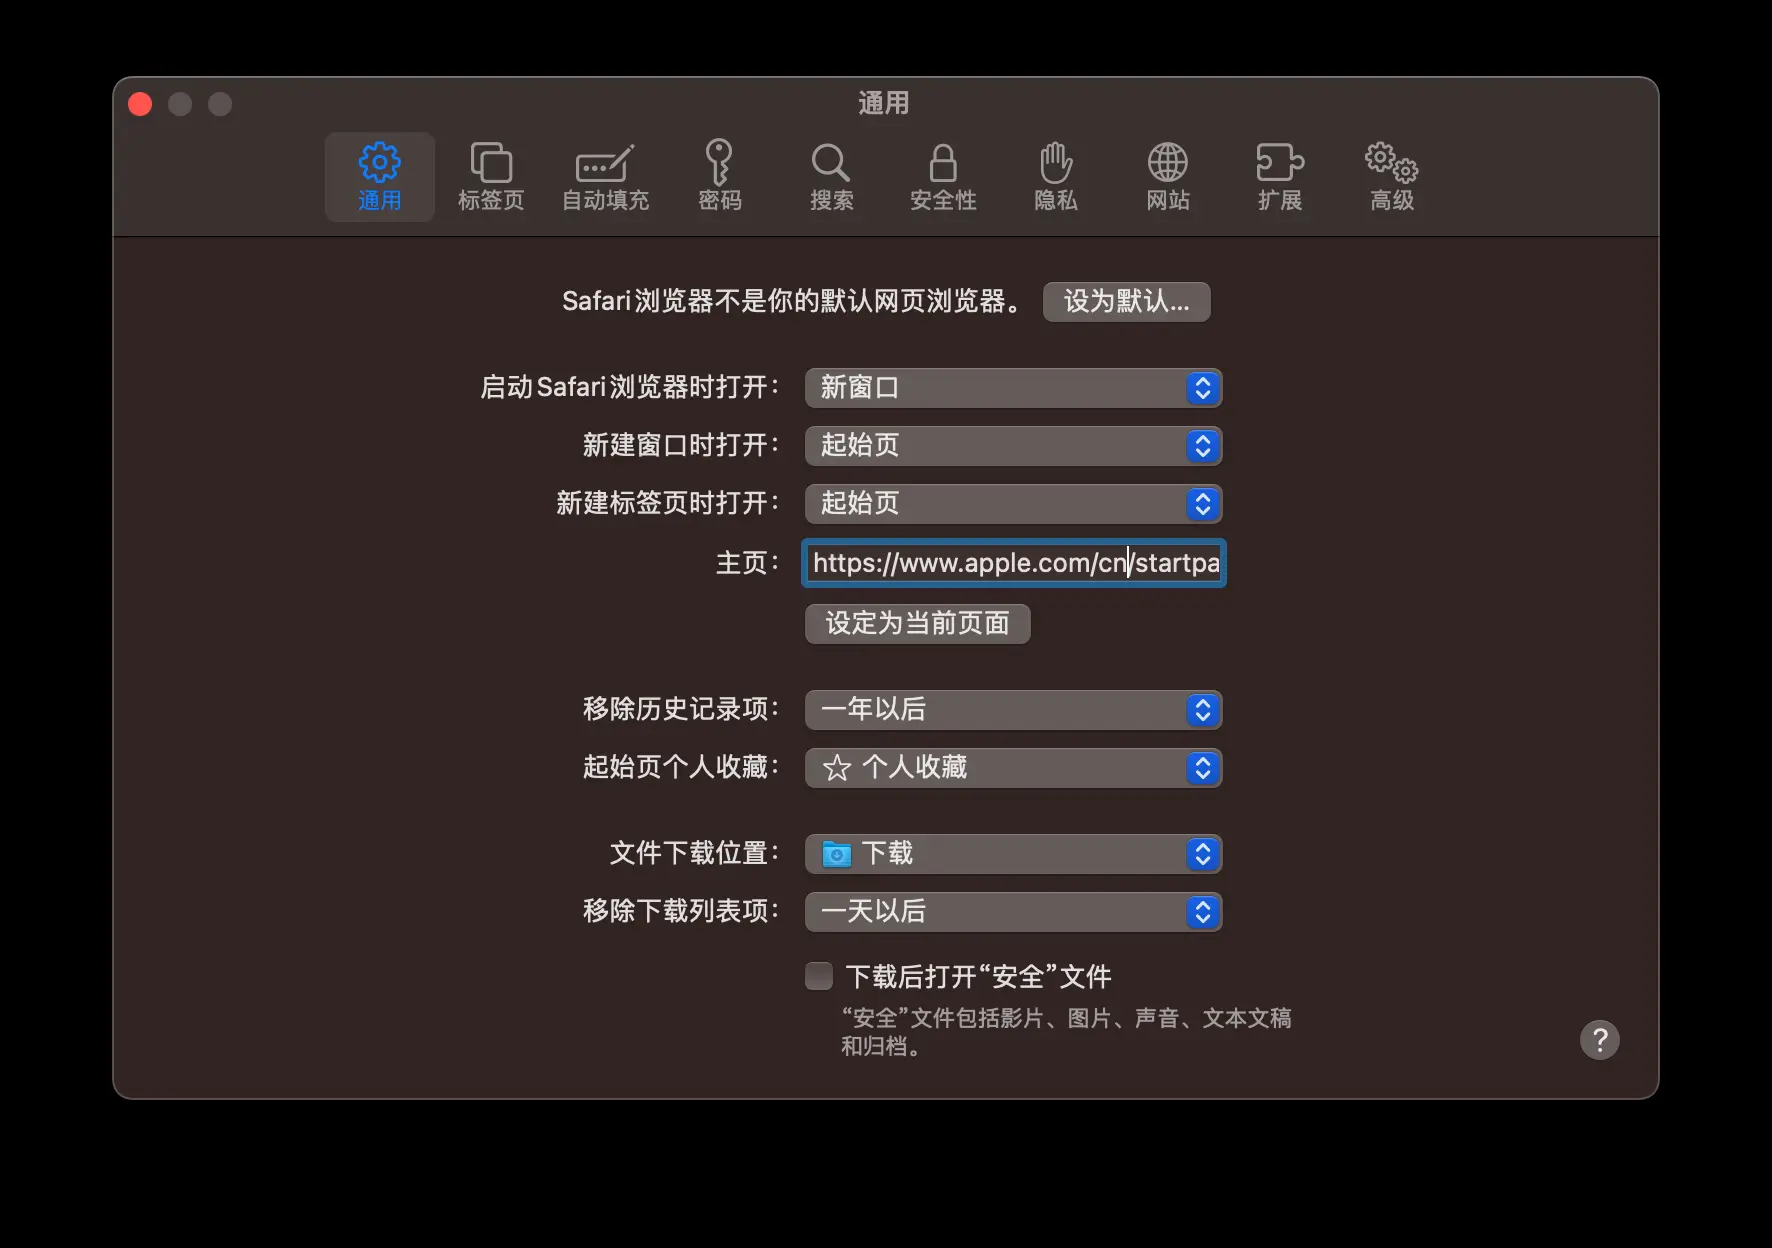 通用
通用 标签页 自动填充 密码 搜索 安全性 隐私 网站 扩展 高级
Safari浏览器不是你的默认网页浏览器。 设为默认...
启动Safari浏览器时打开： 新窗口
新建窗口时打开： 起始页
新建标签页时打开： 起始页
主页： https://www.apple.com/cn/startpa
设定为当前页面
移除历史记录项： 一年以后
起始页个人收藏： 个人收藏
文件下载位置： 下载
移除下载列表项： 一天以后
下载后打开“安全”文件
“安全”文件包括影片、图片、声音、文本文稿
和归档。
?